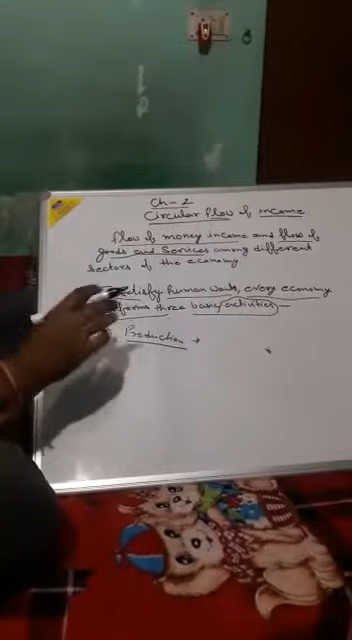 Ch - 2
Circular flow of income
flow of money income and flow of
goods and services among different
sectors of the economy
satisfy human wants, every economy
three basic activities -
Production →